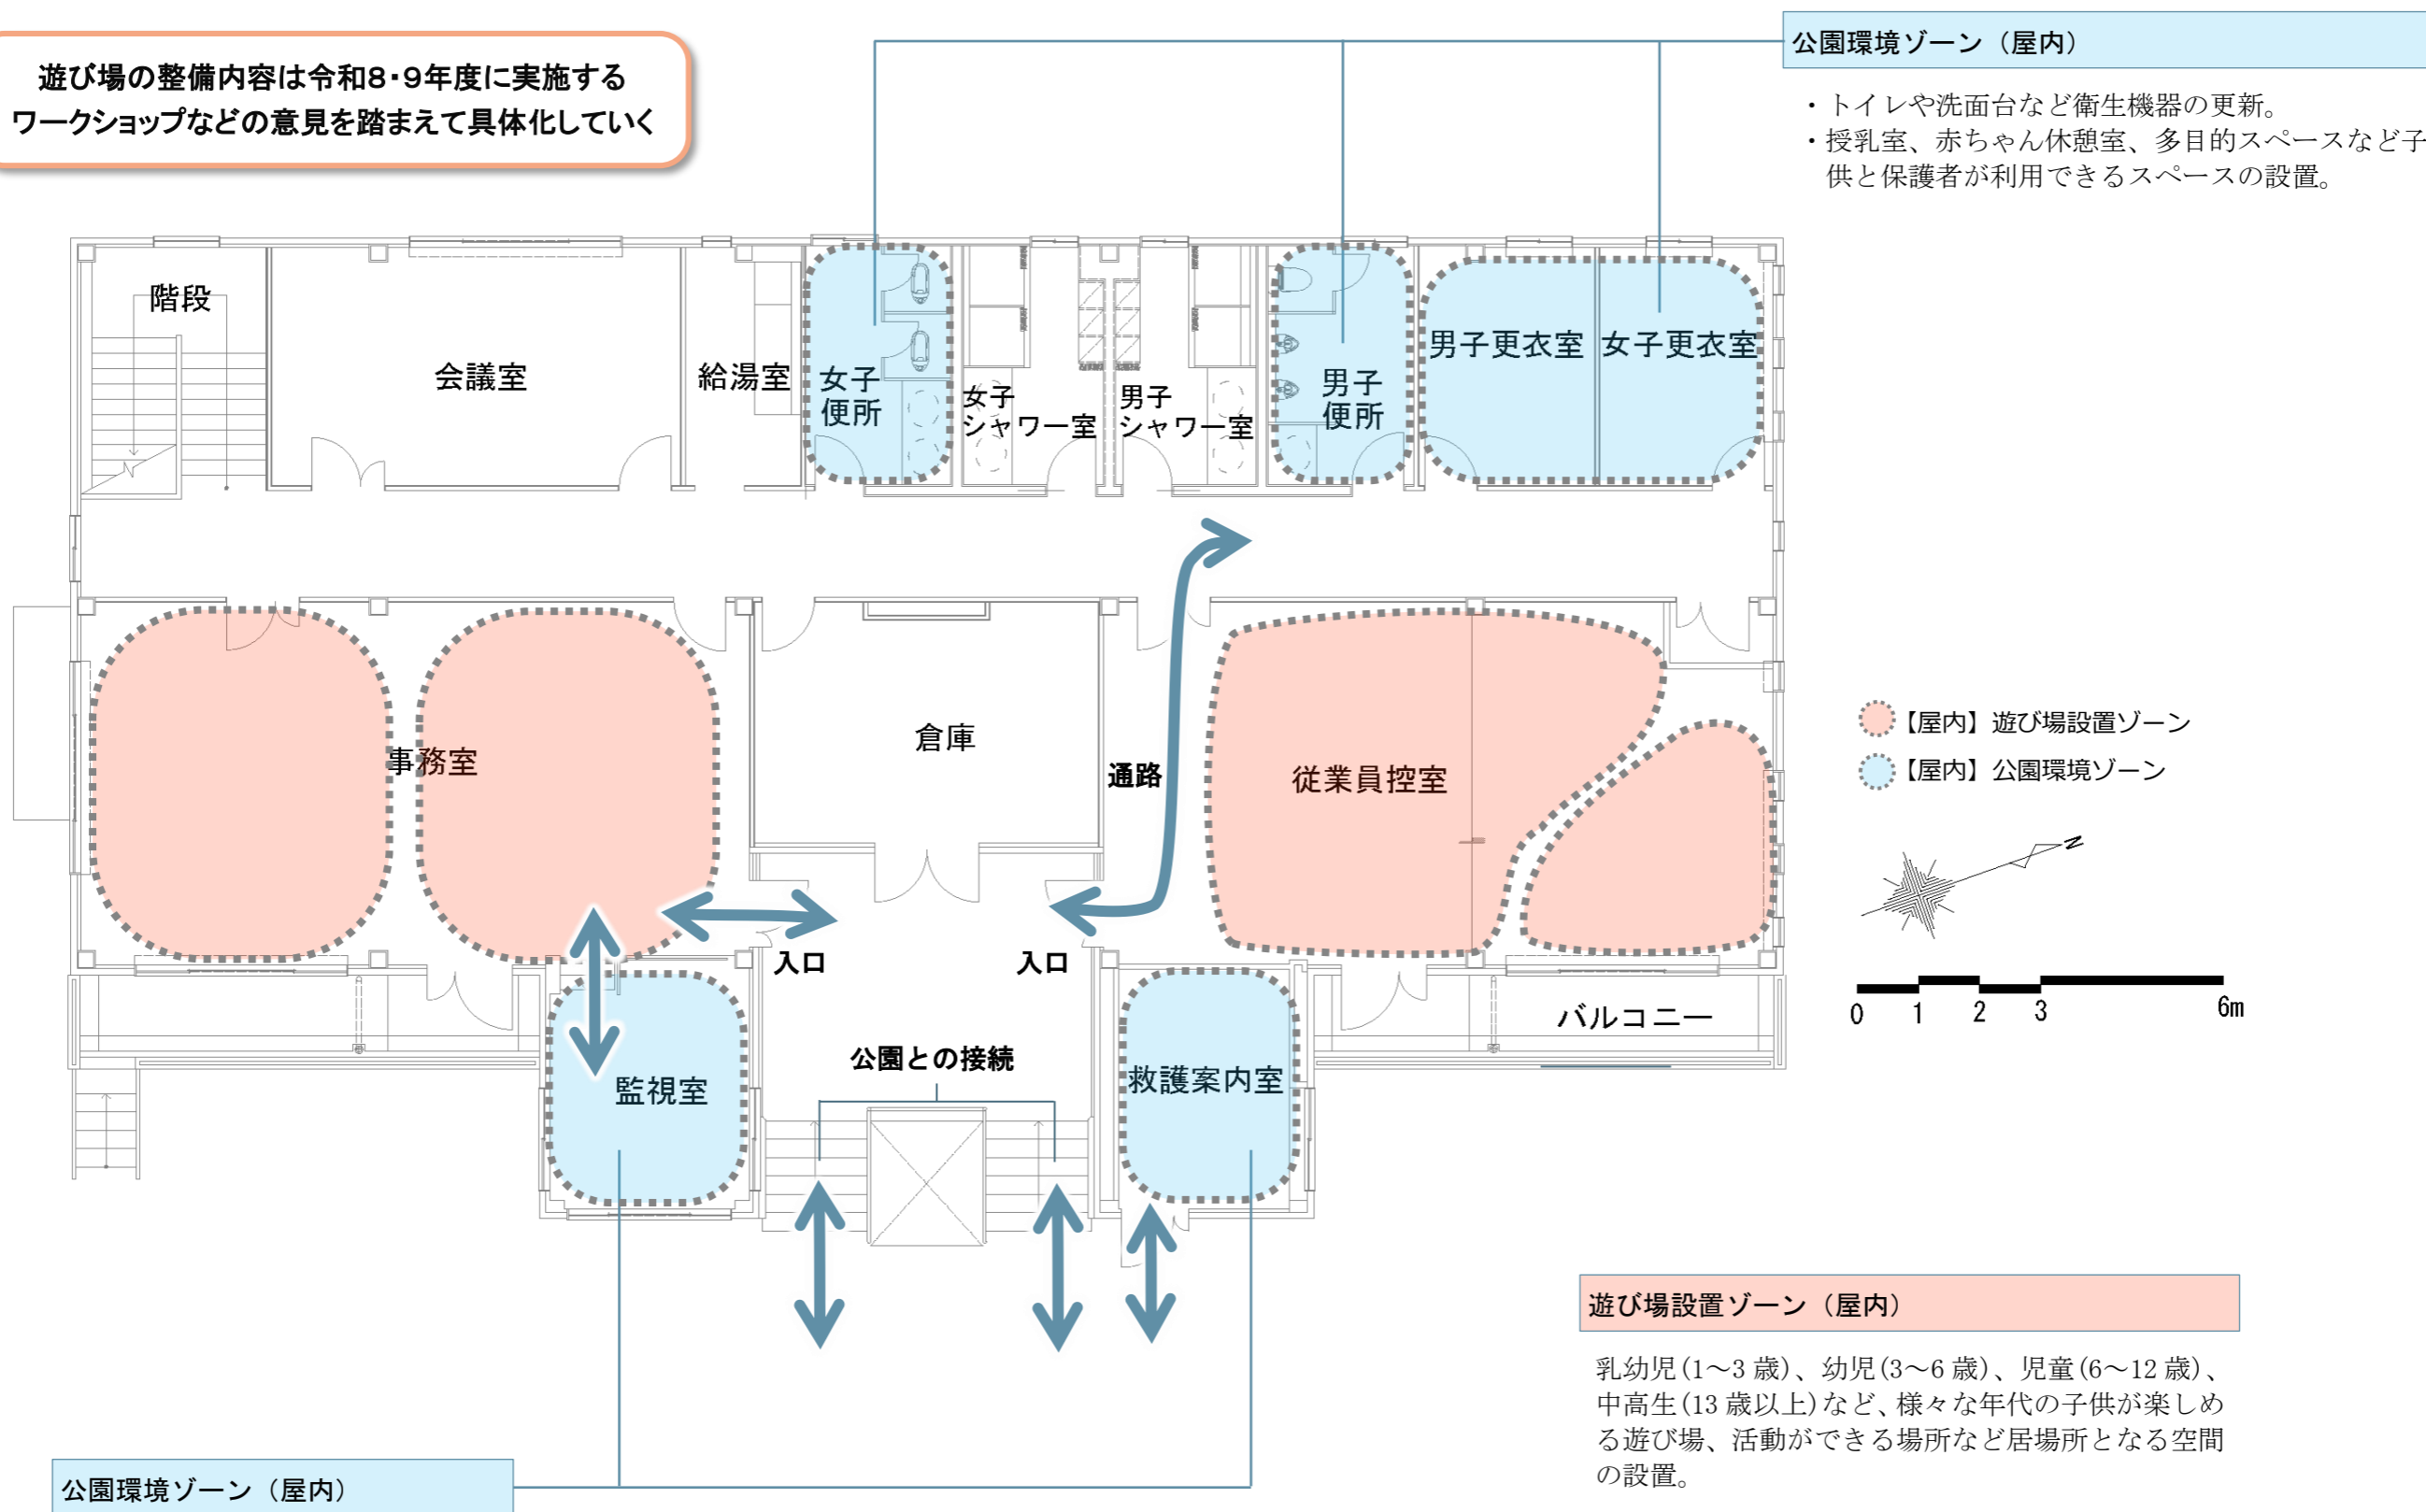 遊び場の整備内容は令和8・9年度に実施する
ワークショップなどの意見を踏まえて具体化していく
公園環境ゾーン（屋内）
・トイレや洗面台など衛生機器の更新。
・授乳室、赤ちゃん休憩室、多目的スペースなど子
供と保護者が利用できるスペースの設置。
階段
会議室
給湯室
女子
便所
女子
シャワー室
男子
シャワー室
男子
便所
男子更衣室
女子更衣室
事務室
倉庫
通路
従業員控室
【屋内】遊び場設置ゾーン
【屋内】公園環境ゾーン
N
入口
入口
0 1 2 3 6m
バルコニー
公園との接続
監視室
救護案内室
遊び場設置ゾーン（屋内）
乳幼児(1～3歳)、幼児(3～6歳)、児童(6～12歳)、
中高生(13歳以上)など、様々な年代の子供が楽しめ
る遊び場、活動ができる場所など居場所となる空間
の設置。
公園環境ゾーン（屋内）